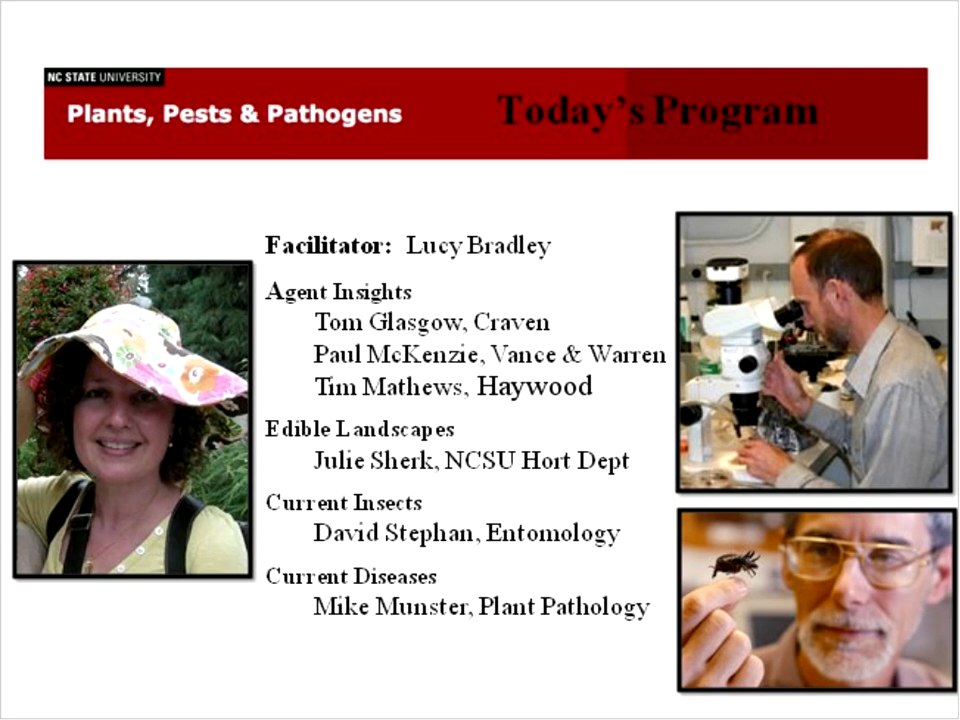 NC STATE UNIVERSITY
Plants, Pests & Pathogens
Today's Program
Facilitator: Lucy Bradley
Agent Insights
Tom Glasgow, Craven
Paul McKenzie, Vance & Warren
Tim Mathews, Haywood
Edible Landscapes
Julie Sherk, NCSU Hort Dept
Current Insects
David Stephan, Entomology
Current Diseases
Mike Munster, Plant Pathology